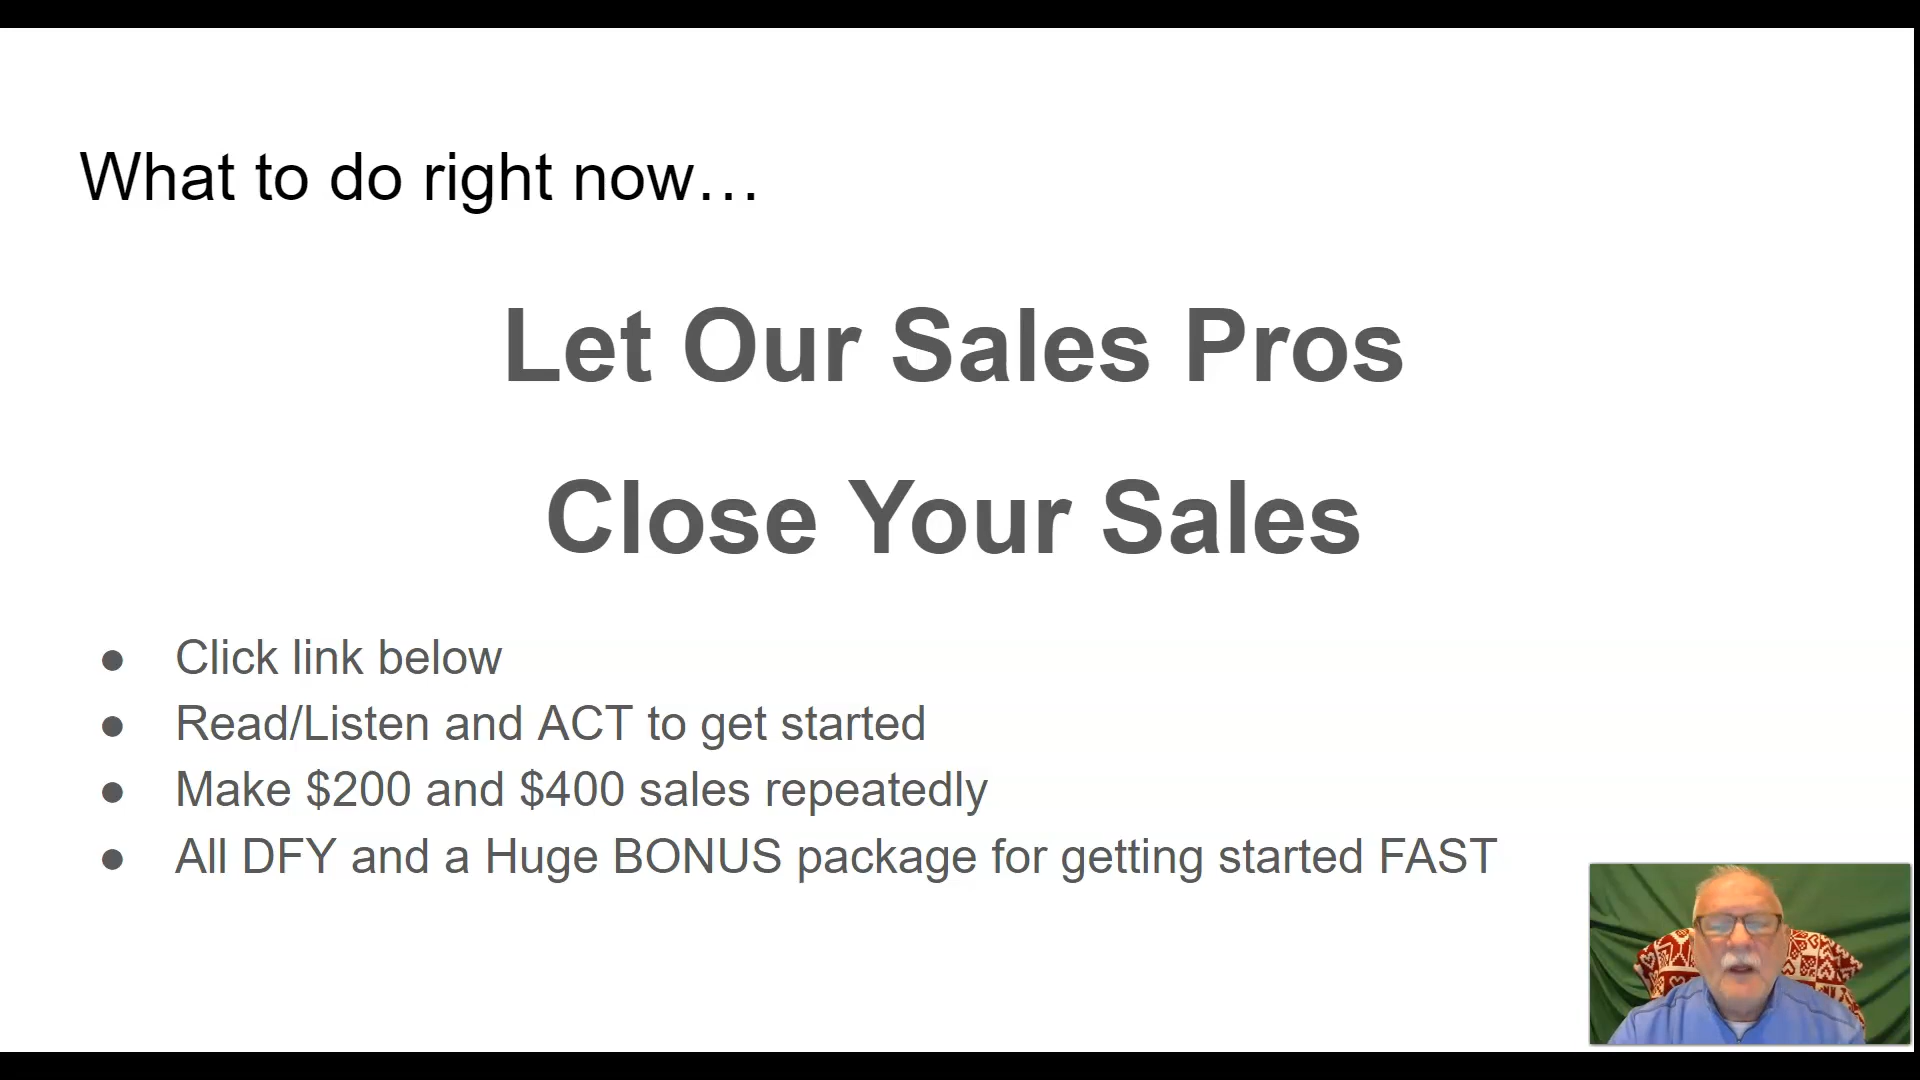 What to do right now…
Let Our Sales Pros
Close Your Sales
● Click link below
● Read/Listen and ACT to get started
● Make $200 and $400 sales repeatedly
● All DFY and a Huge BONUS package for getting started FAST